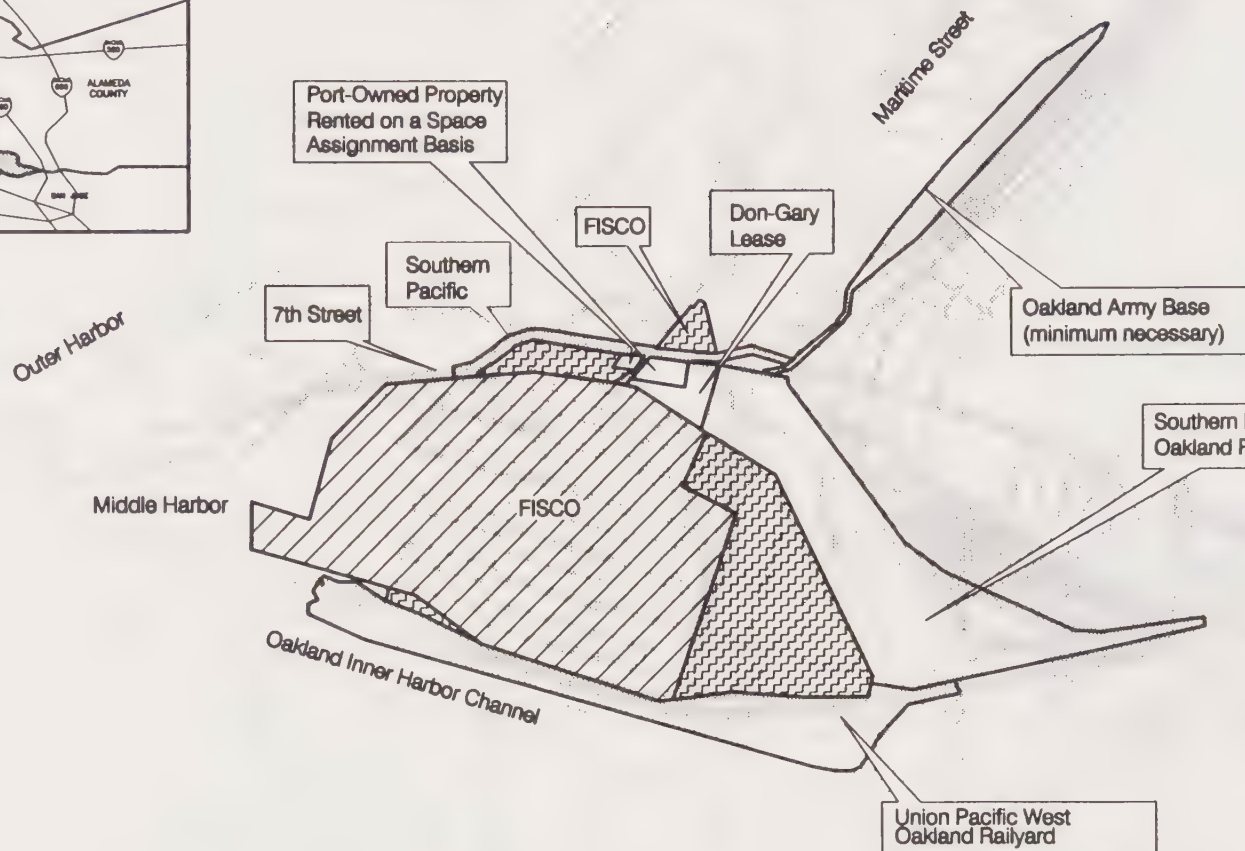 ALAMEDA
COUNTY
Maritime Street
Port-Owned Property
Rented on a Space
Assignment Basis
FISCO
Don-Gary
Lease
Southern
Pacific
7th Street
Oakland Army Base
(minimum necessary)
Outer Harbor
Southern
Oakland
Middle Harbor
FISCO
Oakland Inner Harbor Channel
Union Pacific West
Oakland Railyard